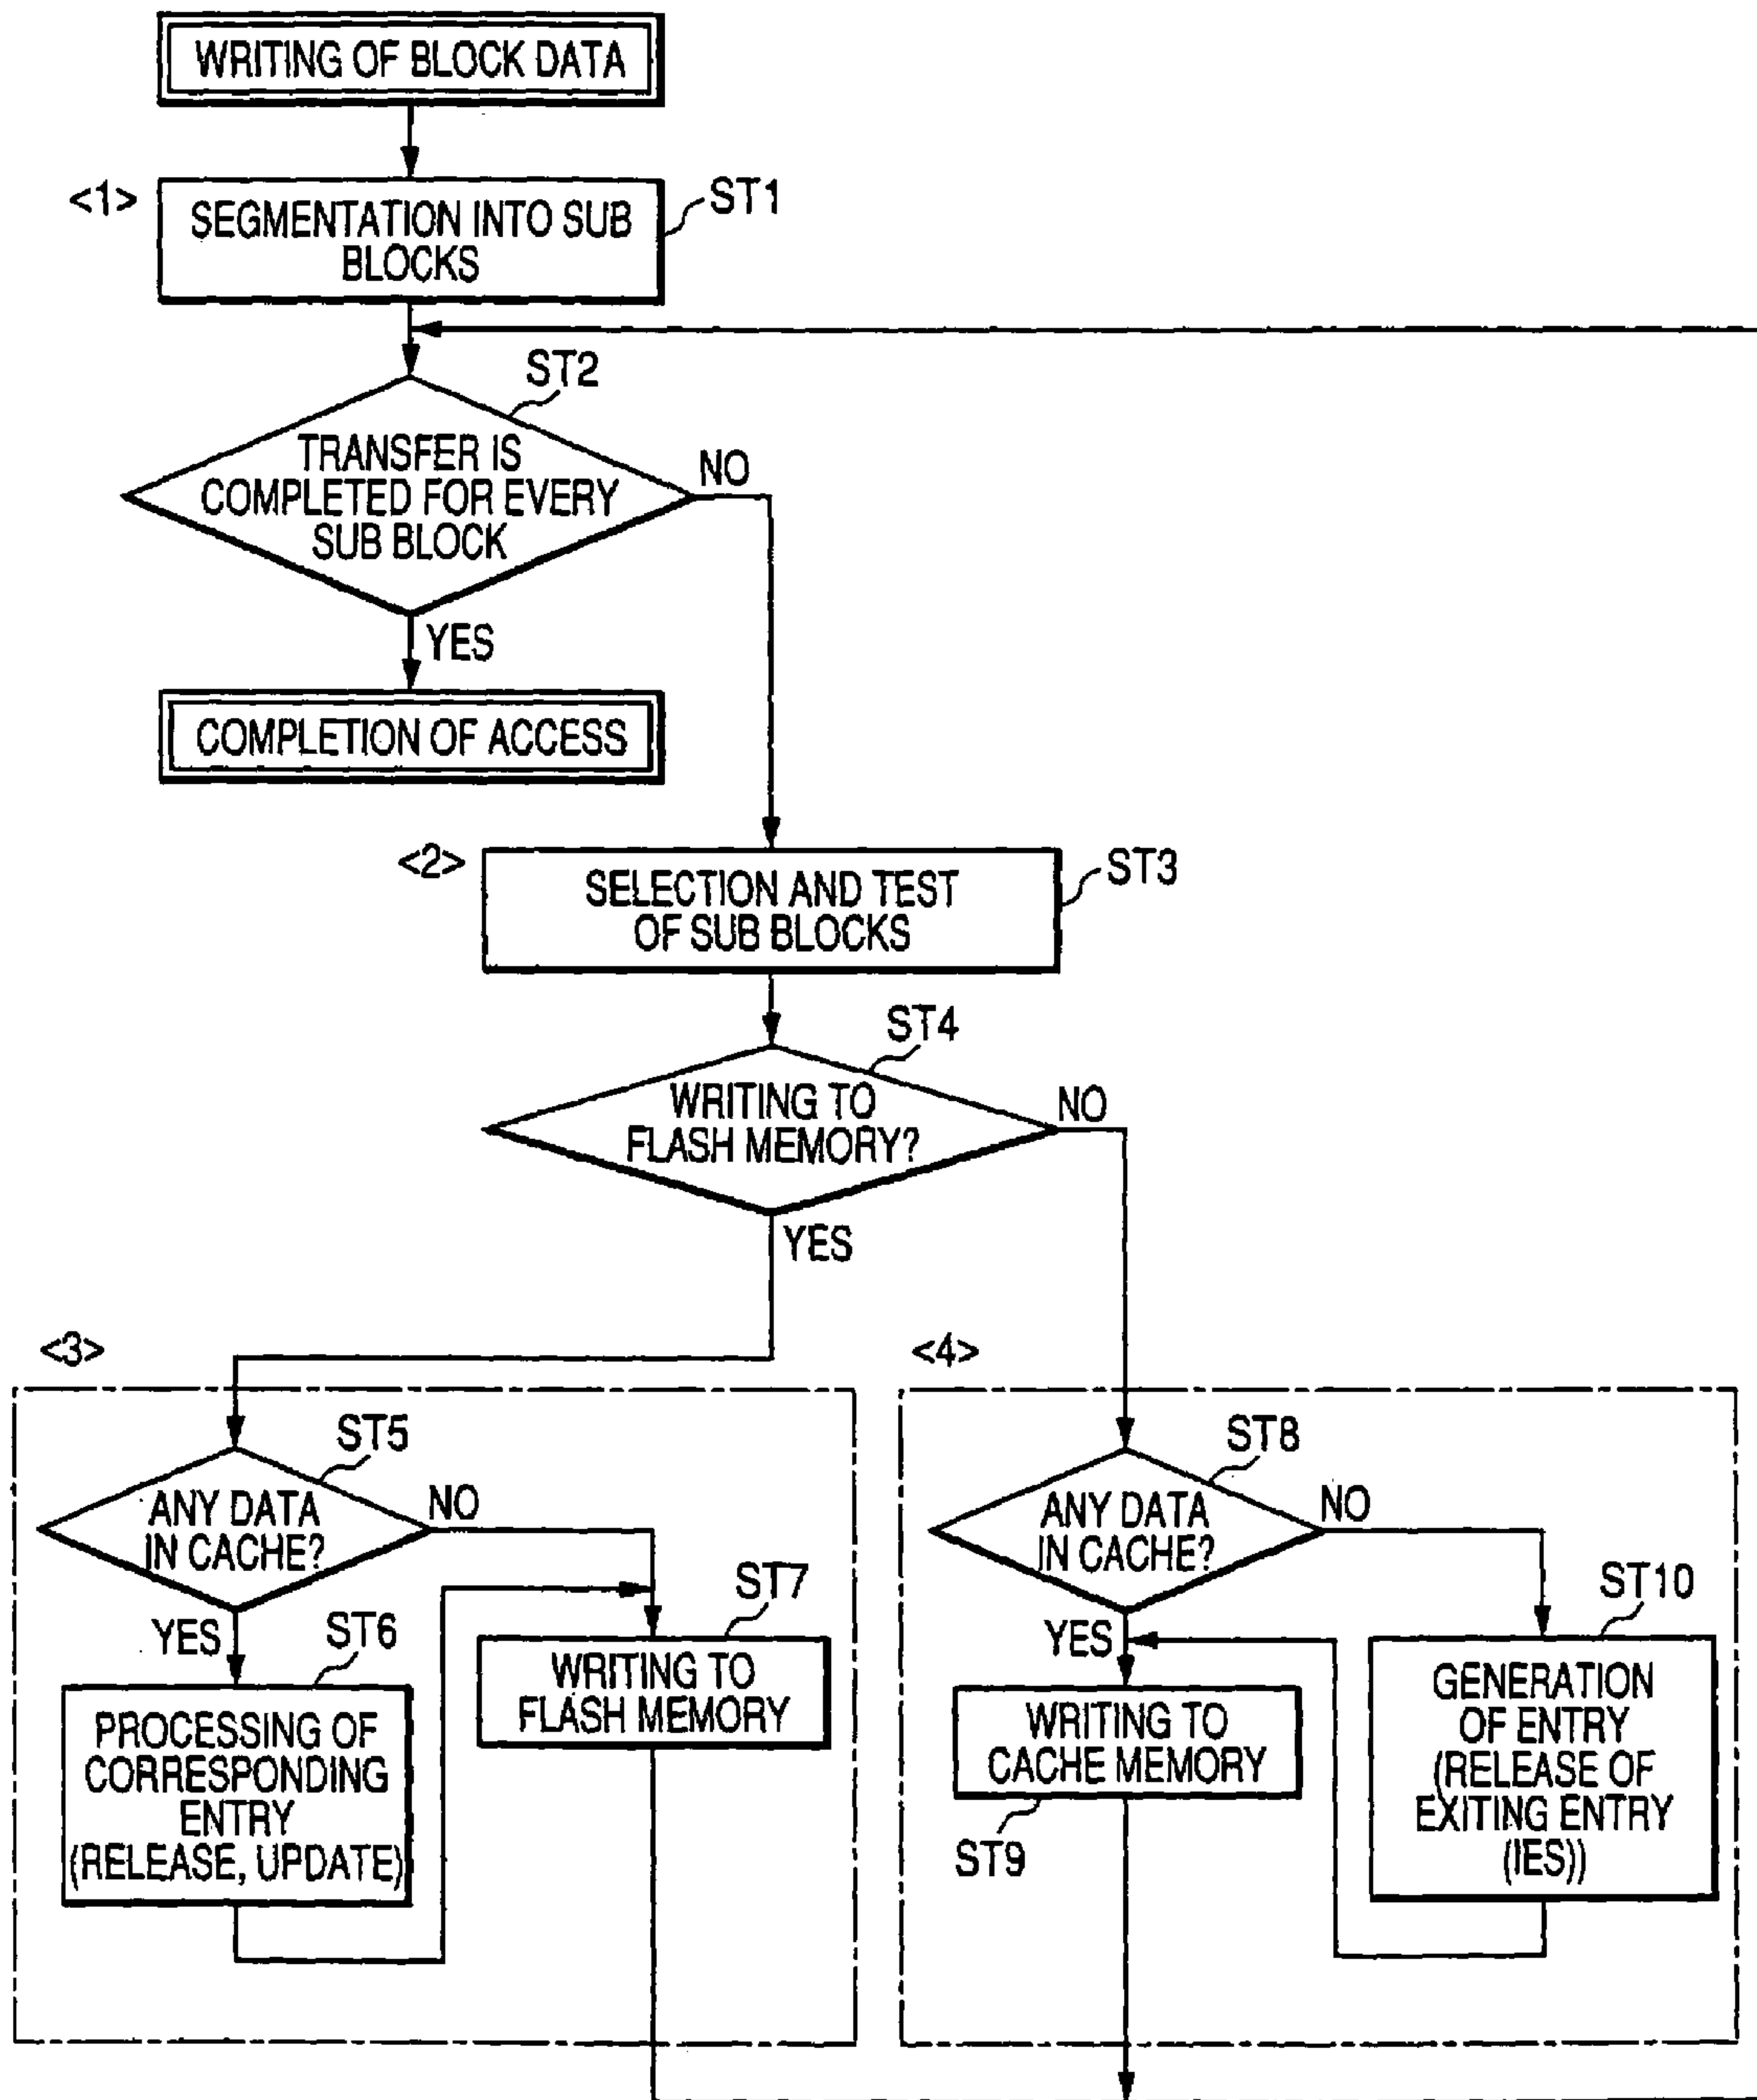 WRITING OF BLOCK DATA
<1>
ST1
SEGMENTATION INTO SUB
BLOCKS
ST2
TRANSFER IS
COMPLETED FOR EVERY
SUB BLOCK
NO
YES
COMPLETION OF ACCESS
<2>
ST3
SELECTION AND TEST
OF SUB BLOCKS
ST4
WRITING TO
FLASH MEMORY?
NO
YES
<3>
ST5
ANY DATA
IN CACHE?
NO
YES
ST6
PROCESSING OF
CORRESPONDING
ENTRY
(RELEASE, UPDATE)
ST7
WRITING TO
FLASH MEMORY
<4>
ST8
ANY DATA
IN CACHE?
NO
YES
WRITING TO
CACHE MEMORY
ST9
ST10
GENERATION
OF ENTRY
(RELEASE OF
EXITING ENTRY
(IES))